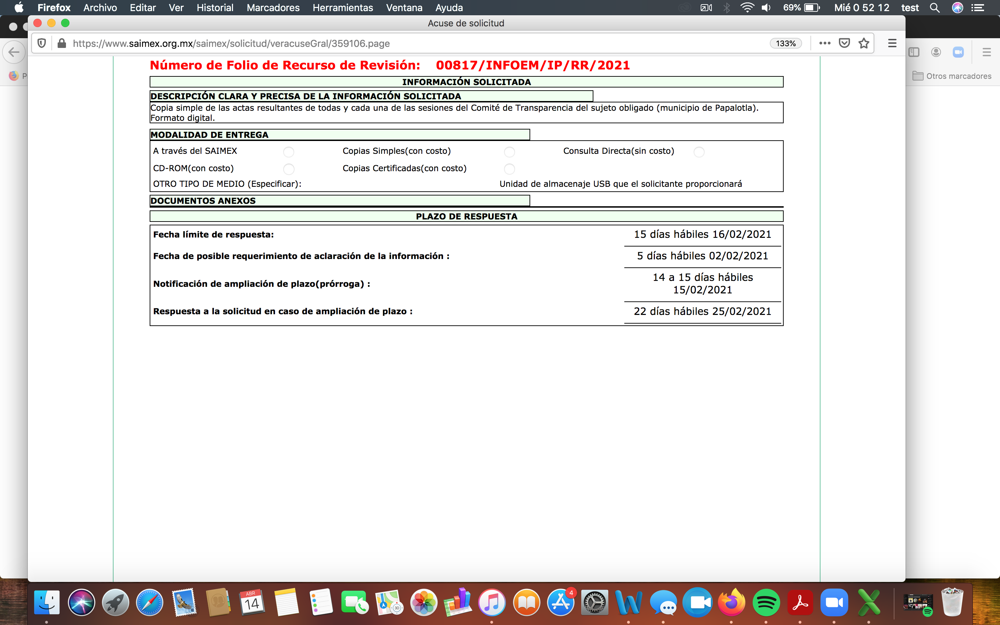 Firefox Archivo Editar Ver Historial Marcadores Herramientas Ventana Ayuda 69% Mié 0 52 12 test
Acuse de solicitud
https://www.saimex.org.mx/saimex/solicitud/veracuseGral/359106.page 133%
P
Otros marcadores
Número de Folio de Recurso de Revisión: 00817/INFOEM/IP/RR/2021
INFORMACIÓN SOLICITADA
DESCRIPCIÓN CLARA Y PRECISA DE LA INFORMACIÓN SOLICITADA
Copia simple de las actas resultantes de todas y cada una de las sesiones del Comité de Transparencia del sujeto obligado (municipio de Papalotla).
Formato digital.
MODALIDAD DE ENTREGA
A través del SAIMEX Copias Simples(con costo) Consulta Directa(sin costo)
CD-ROM(con costo) Copias Certificadas(con costo)
OTRO TIPO DE MEDIO (Especificar): Unidad de almacenaje USB que el solicitante proporcionará
DOCUMENTOS ANEXOS
PLAZO DE RESPUESTA
Fecha límite de respuesta: 15 días hábiles 16/02/2021
Fecha de posible requerimiento de aclaración de la información : 5 días hábiles 02/02/2021
Notificación de ampliación de plazo(prórroga) : 14 a 15 días hábiles
15/02/2021
Respuesta a la solicitud en caso de ampliación de plazo : 22 días hábiles 25/02/2021
ABR
14
3D
4